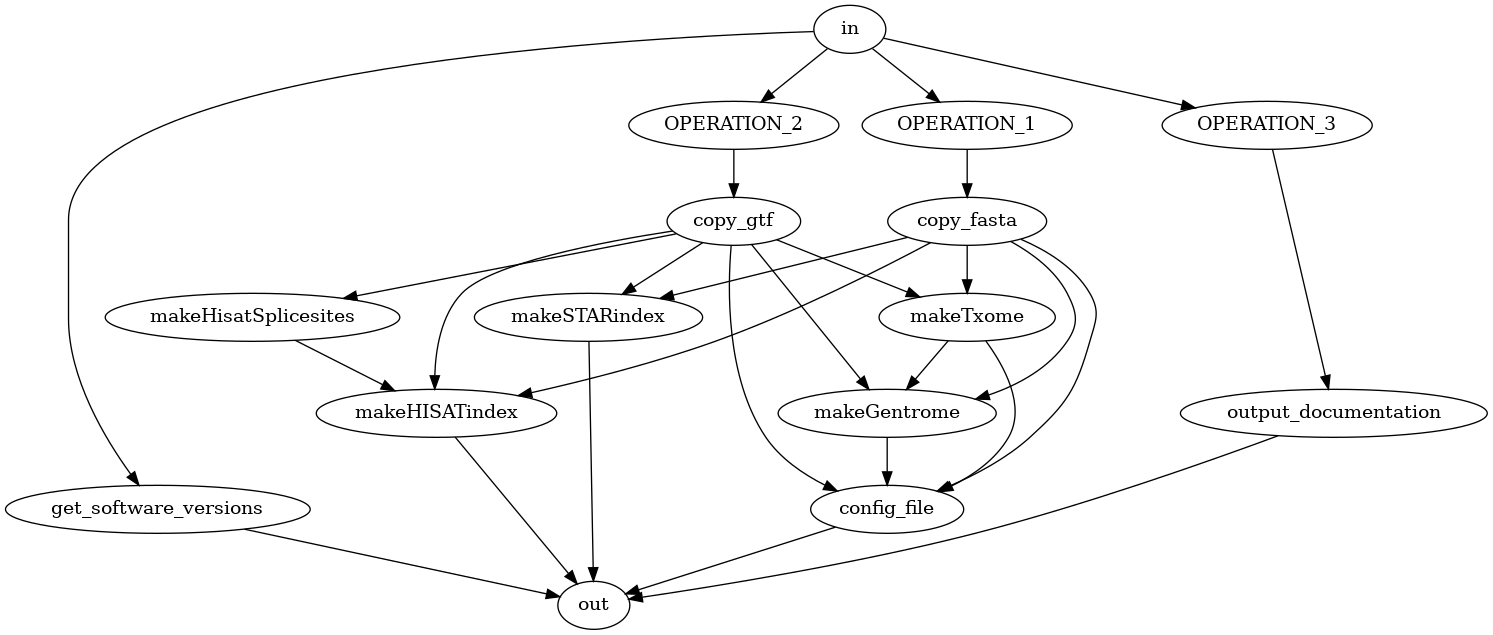 in
OPERATION_2
OPERATION_1
OPERATION_3
copy_gtf
copy_fasta
makeHisatSplicesites
makeSTARindex
makeTxome
makeHISATindex
makeGentrome
output_documentation
get_software_versions
config_file
out